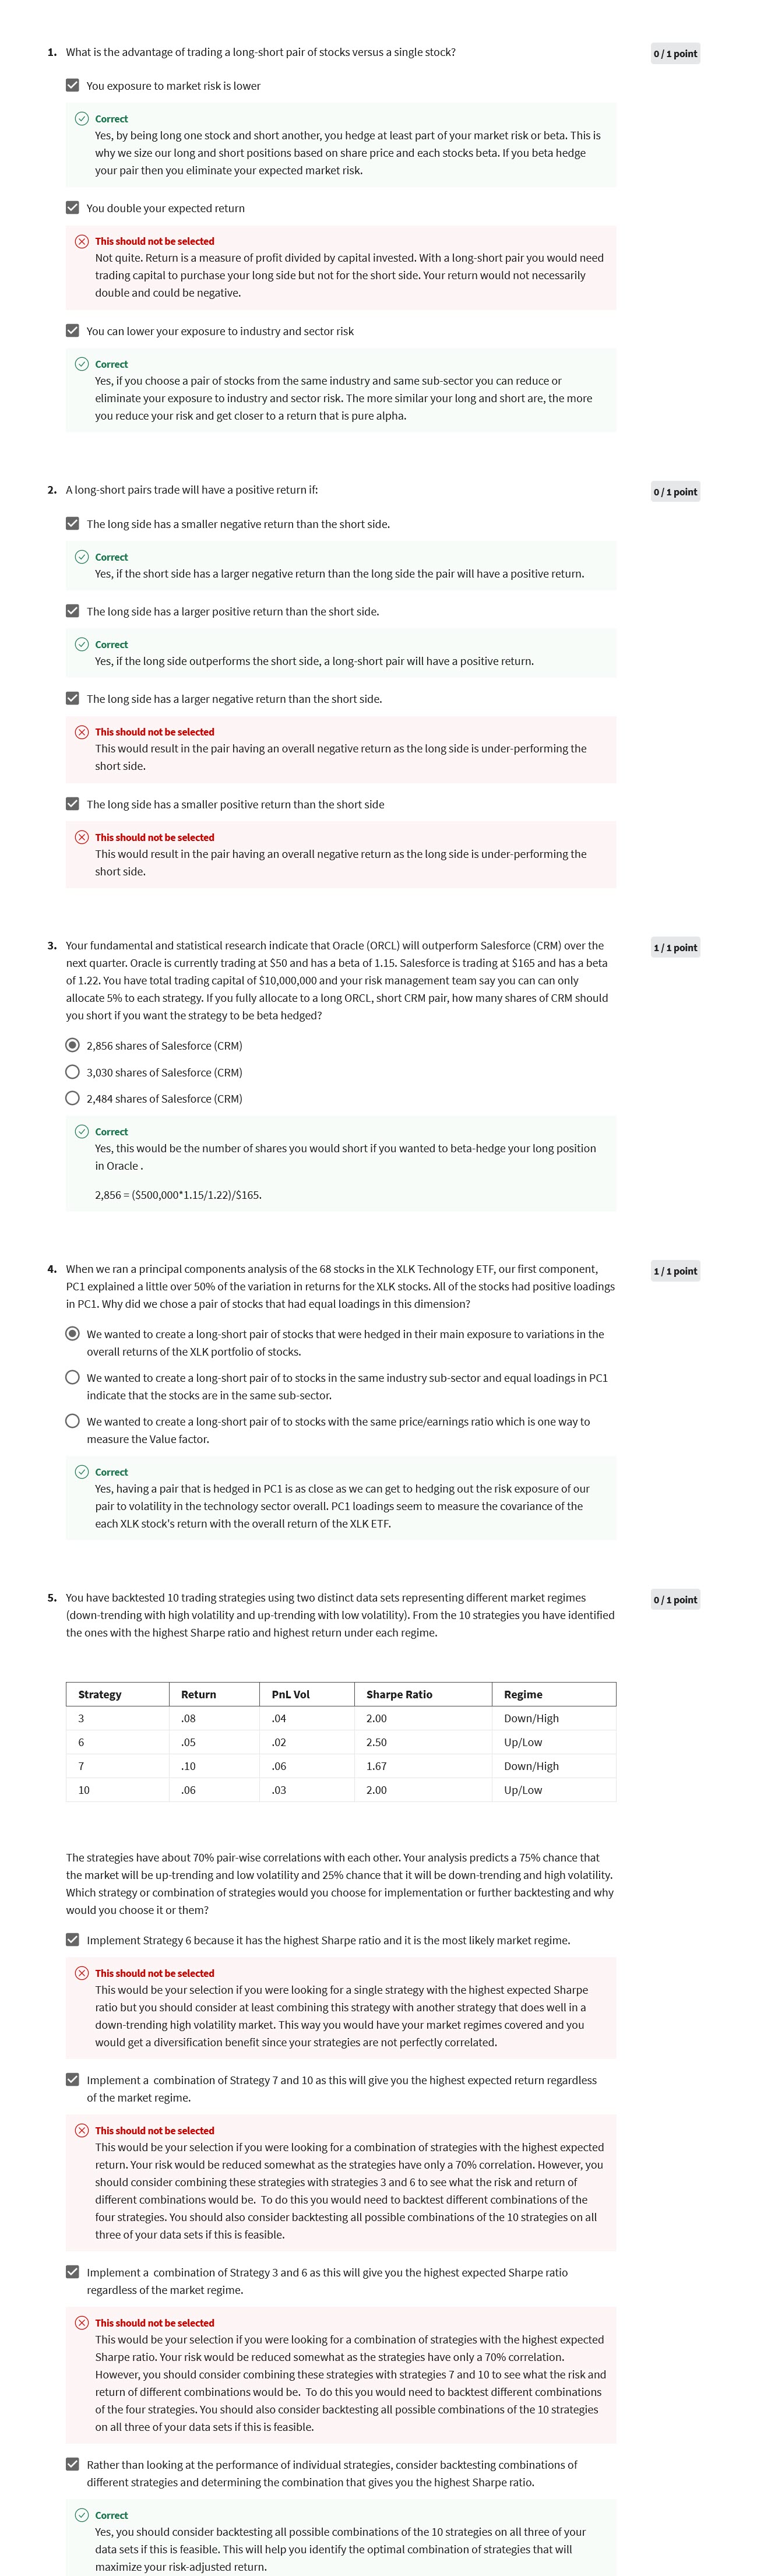 1. What is the advantage of trading a long-short pair of stocks versus a single stock?
0 / 1 point
You exposure to market risk is lower
Correct
Yes, by being long one stock and short another, you hedge at least part of your market risk or beta. This is
why we size our long and short positions based on share price and each stocks beta. If you beta hedge
your pair then you eliminate your expected market risk.
You double your expected return
This should not be selected
Not quite. Return is a measure of profit divided by capital invested. With a long-short pair you would need
trading capital to purchase your long side but not for the short side. Your return would not necessarily
double and could be negative.
You can lower your exposure to industry and sector risk
Correct
Yes, if you choose a pair of stocks from the same industry and same sub-sector you can reduce or
eliminate your exposure to industry and sector risk. The more similar your long and short are, the more
you reduce your risk and get closer to a return that is pure alpha.
2. A long-short pairs trade will have a positive return if:
0 / 1 point
The long side has a smaller negative return than the short side.
Correct
Yes, if the short side has a larger negative return than the long side the pair will have a positive return.
The long side has a larger positive return than the short side.
Correct
Yes, if the long side outperforms the short side, a long-short pair will have a positive return.
The long side has a larger negative return than the short side.
This should not be selected
This would result in the pair having an overall negative return as the long side is under-performing the
short side.
The long side has a smaller positive return than the short side
This should not be selected
This would result in the pair having an overall negative return as the long side is under-performing the
short side.
3. Your fundamental and statistical research indicate that Oracle (ORCL) will outperform Salesforce (CRM) over the
1 / 1 point
next quarter. Oracle is currently trading at $50 and has a beta of 1.15. Salesforce is trading at $165 and has a beta
of 1.22. You have total trading capital of $10,000,000 and your risk management team say you can can only
allocate 5% to each strategy. If you fully allocate to a long ORCL, short CRM pair, how many shares of CRM should
you short if you want the strategy to be beta hedged?
2,856 shares of Salesforce (CRM)
3,030 shares of Salesforce (CRM)
2,484 shares of Salesforce (CRM)
Correct
Yes, this would be the number of shares you would short if you wanted to beta-hedge your long position
in Oracle .
2,856 = ($500,000*1.15/1.22)/$165.
4. When we ran a principal components analysis of the 68 stocks in the XLK Technology ETF, our first component,
1 / 1 point
PC1 explained a little over 50% of the variation in returns for the XLK stocks. All of the stocks had positive loadings
in PC1. Why did we chose a pair of stocks that had equal loadings in this dimension?
We wanted to create a long-short pair of stocks that were hedged in their main exposure to variations in the
overall returns of the XLK portfolio of stocks.
We wanted to create a long-short pair of to stocks in the same industry sub-sector and equal loadings in PC1
indicate that the stocks are in the same sub-sector.
We wanted to create a long-short pair of to stocks with the same price/earnings ratio which is one way to
measure the Value factor.
Correct
Yes, having a pair that is hedged in PC1 is as close as we can get to hedging out the risk exposure of our
pair to volatility in the technology sector overall. PC1 loadings seem to measure the covariance of the
each XLK stock's return with the overall return of the XLK ETF.
5. You have backtested 10 trading strategies using two distinct data sets representing different market regimes
0 / 1 point
(down-trending with high volatility and up-trending with low volatility). From the 10 strategies you have identified
the ones with the highest Sharpe ratio and highest return under each regime.
Strategy Return PnL Vol Sharpe Ratio Regime
3 .08 .04 2.00 Down/High
6 .05 .02 2.50 Up/Low
7 .10 .06 1.67 Down/High
10 .06 .03 2.00 Up/Low
The strategies have about 70% pair-wise correlations with each other. Your analysis predicts a 75% chance that
the market will be up-trending and low volatility and 25% chance that it will be down-trending and high volatility.
Which strategy or combination of strategies would you choose for implementation or further backtesting and why
would you choose it or them?
Implement Strategy 6 because it has the highest Sharpe ratio and it is the most likely market regime.
This should not be selected
This would be your selection if you were looking for a single strategy with the highest expected Sharpe
ratio but you should consider at least combining this strategy with another strategy that does well in a
down-trending high volatility market. This way you would have your market regimes covered and you
would get a diversification benefit since your strategies are not perfectly correlated.
Implement a combination of Strategy 7 and 10 as this will give you the highest expected return regardless
of the market regime.
This should not be selected
This would be your selection if you were looking for a combination of strategies with the highest expected
return. Your risk would be reduced somewhat as the strategies have only a 70% correlation. However, you
should consider combining these strategies with strategies 3 and 6 to see what the risk and return of
different combinations would be. To do this you would need to backtest different combinations of the
four strategies. You should also consider backtesting all possible combinations of the 10 strategies on all
three of your data sets if this is feasible.
Implement a combination of Strategy 3 and 6 as this will give you the highest expected Sharpe ratio
regardless of the market regime.
This should not be selected
This would be your selection if you were looking for a combination of strategies with the highest expected
Sharpe ratio. Your risk would be reduced somewhat as the strategies have only a 70% correlation.
However, you should consider combining these strategies with strategies 7 and 10 to see what the risk and
return of different combinations would be. To do this you would need to backtest different combinations
of the four strategies. You should also consider backtesting all possible combinations of the 10 strategies
on all three of your data sets if this is feasible.
Rather than looking at the performance of individual strategies, consider backtesting combinations of
different strategies and determining the combination that gives you the highest Sharpe ratio.
Correct
Yes, you should consider backtesting all possible combinations of the 10 strategies on all three of your
data sets if this is feasible. This will help you identify the optimal combination of strategies that will
maximize your risk-adjusted return.